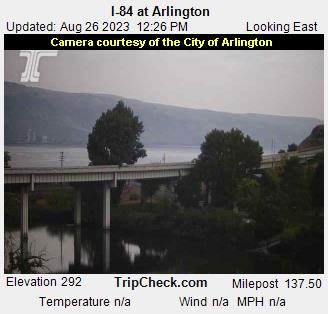 I-84 at Arlington
Updated: Aug 26 2023 12:26 PM Looking East
Camera courtesy of the City of Arlington
Elevation 292 TripCheck.com Milepost 137.50
Temperature n/a Wind n/a MPH n/a